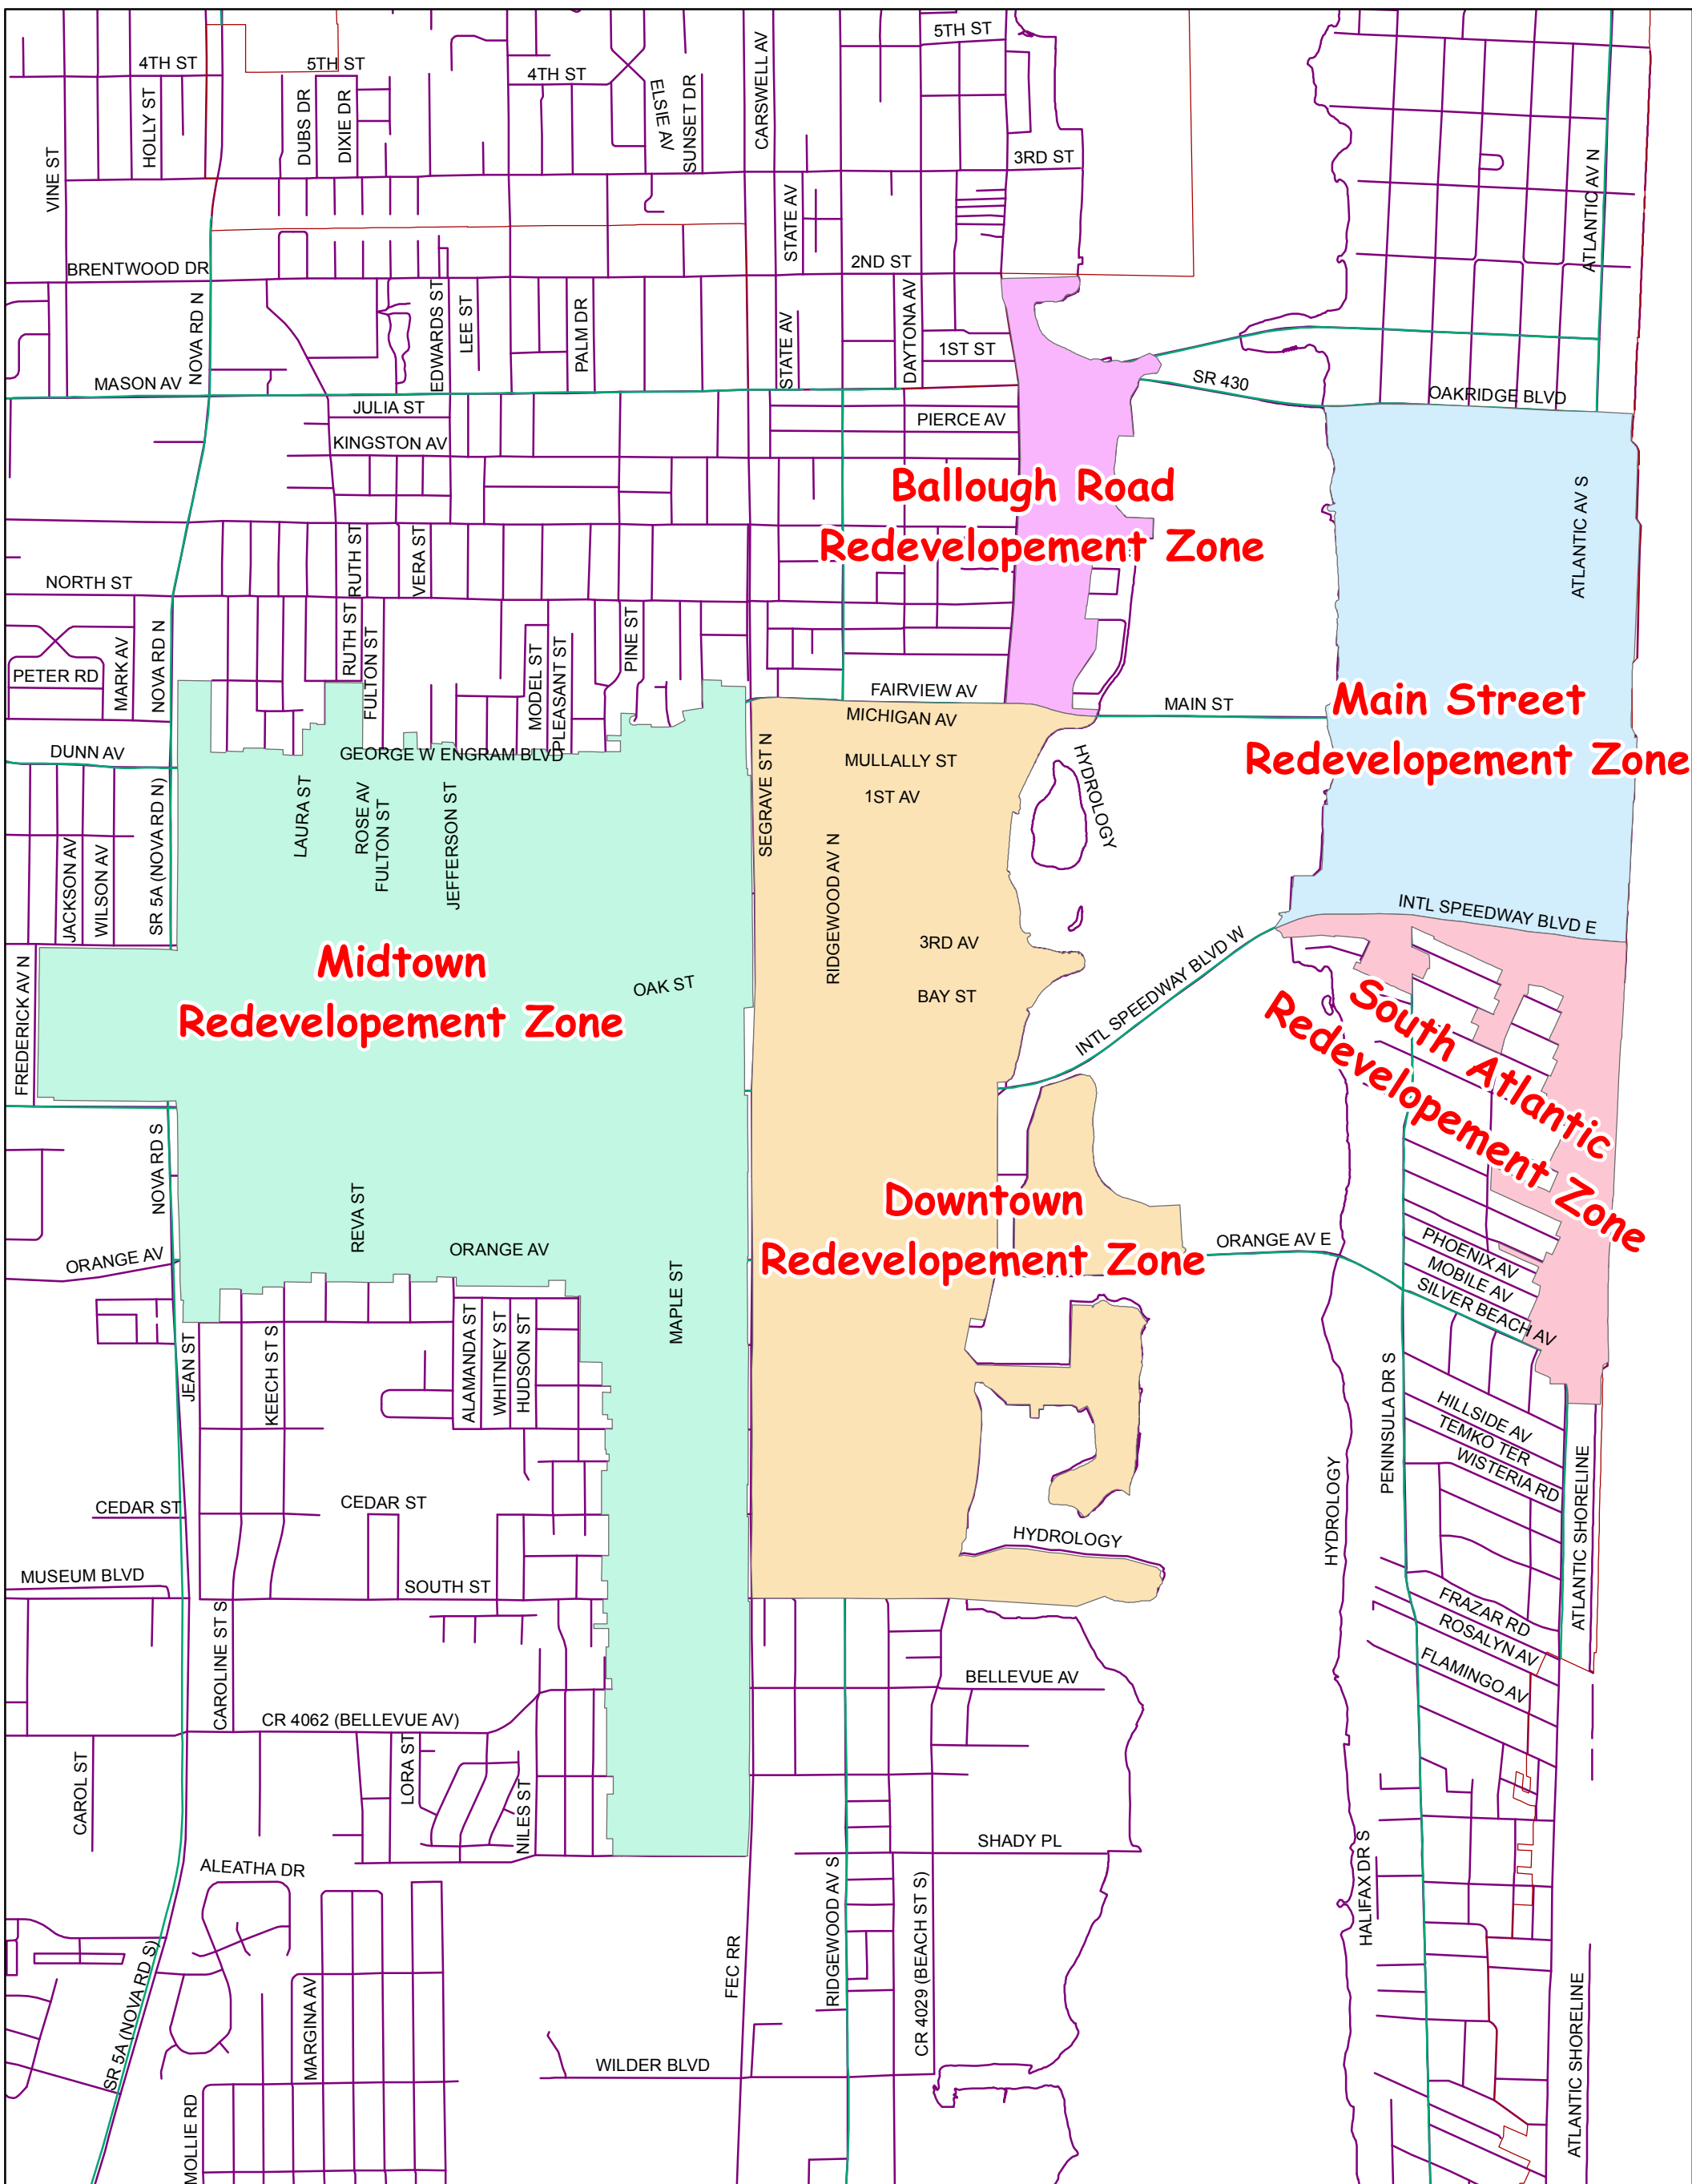 5TH ST
4TH ST
5TH ST
4TH ST
HOLLY ST
DUBS DR
DIXIE DR
ELSIE AV
SUNSET DR
CARSWELL AV
VINE ST
3RD ST
STATE AV
ATLANTIC AV N
BRENTWOOD DR
2ND ST
NOVA RD N
EDWARDS ST
LEE ST
PALM DR
STATE AV
DAYTONA AV
1ST ST
MASON AV
SR 430
OAKRIDGE BLVD
JULIA ST
PIERCE AV
KINGSTON AV
Ballough Road
Redevelopement Zone
ATLANTIC AV S
RUTH ST
VERA ST
NORTH ST
MARK AV
NOVA RD N
RUTH ST
FULTON ST
MODEL ST
PLEASANT ST
PINE ST
PETER RD
FAIRVIEW AV
MICHIGAN AV
MAIN ST
Main Street
Redevelopement Zone
DUNN AV
GEORGE W ENGRAM BLVD
SEGRAVE ST N
MULLALLY ST
HYDROLOGY
1ST AV
SR 5A (NOVA RD N)
LAURA ST
ROSE AV
FULTON ST
JEFFERSON ST
JACKSON AV
WILSON AV
RIDGEWOOD AV N
INTL SPEEDWAY BLVD E
3RD AV
INTL SPEEDWAY BLVD W
Midtown
Redevelopement Zone
OAK ST
BAY ST
FREDERICK AV N
South Atlantic
Redevelopement Zone
NOVA RD S
REVA ST
Downtown
Redevelopement Zone
ORANGE AV
ORANGE AV
ORANGE AV E
PHOENIX AV
MOBILE AV
SILVER BEACH AV
MAPLE ST
JEAN ST
KEECH ST S
ALAMANDA ST
WHITNEY ST
HUDSON ST
PENINSULA DR S
HILLSIDE AV
TEMKO TER
WISTERIA RD
HYDROLOGY
ATLANTIC SHORELINE
CEDAR ST
CEDAR ST
HYDROLOGY
MUSEUM BLVD
SOUTH ST
FRAZAR RD
ROSALYN AV
FLAMINGO AV
CAROLINE ST S
BELLEVUE AV
CR 4062 (BELLEVUE AV)
CAROL ST
LORA ST
NILES ST
SHADY PL
HALIFAX DR S
ALEATHA DR
RIDGEWOOD AV S
CR 4029 (BEACH ST S)
FEC RR
SR 5A (NOVA RD S)
MARGINA AV
ATLANTIC SHORELINE
WILDER BLVD
MOLLIE RD